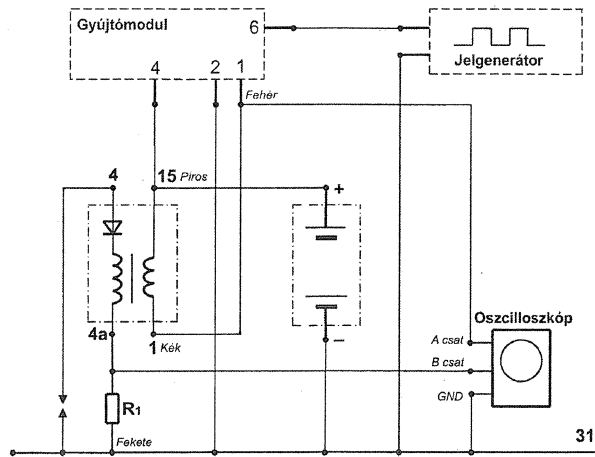 Gyújtómodul
6
4
2
1
Fehér
Jelgenerátor
4
15 Piros
+
4a
1 Kék
–
Oszcilloszkóp
A csat
B csat
GND
R1
Fekete
31